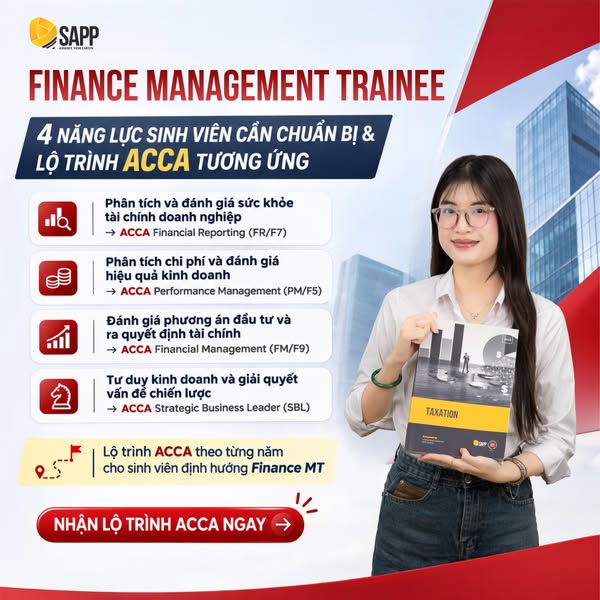 SAPP
FINANCE YOUR CAREER
FINANCE MANAGEMENT TRAINEE
4 NĂNG LỰC SINH VIÊN CẦN CHUẨN BỊ &
LỘ TRÌNH ACCA TƯƠNG ỨNG
Phân tích và đánh giá sức khỏe
tài chính doanh nghiệp
→ ACCA Financial Reporting (FR/F7)
Phân tích chi phí và đánh giá
hiệu quả kinh doanh
→ ACCA Performance Management (PM/F5)
Đánh giá phương án đầu tư và
ra quyết định tài chính
→ ACCA Financial Management (FM/F9)
Tư duy kinh doanh và giải quyết
vấn đề chiến lược
→ ACCA Strategic Business Leader (SBL)
Lộ trình ACCA theo từng năm
cho sinh viên định hướng Finance MT
NHẬN LỘ TRÌNH ACCA NGAY →
TAXATION
SAPP